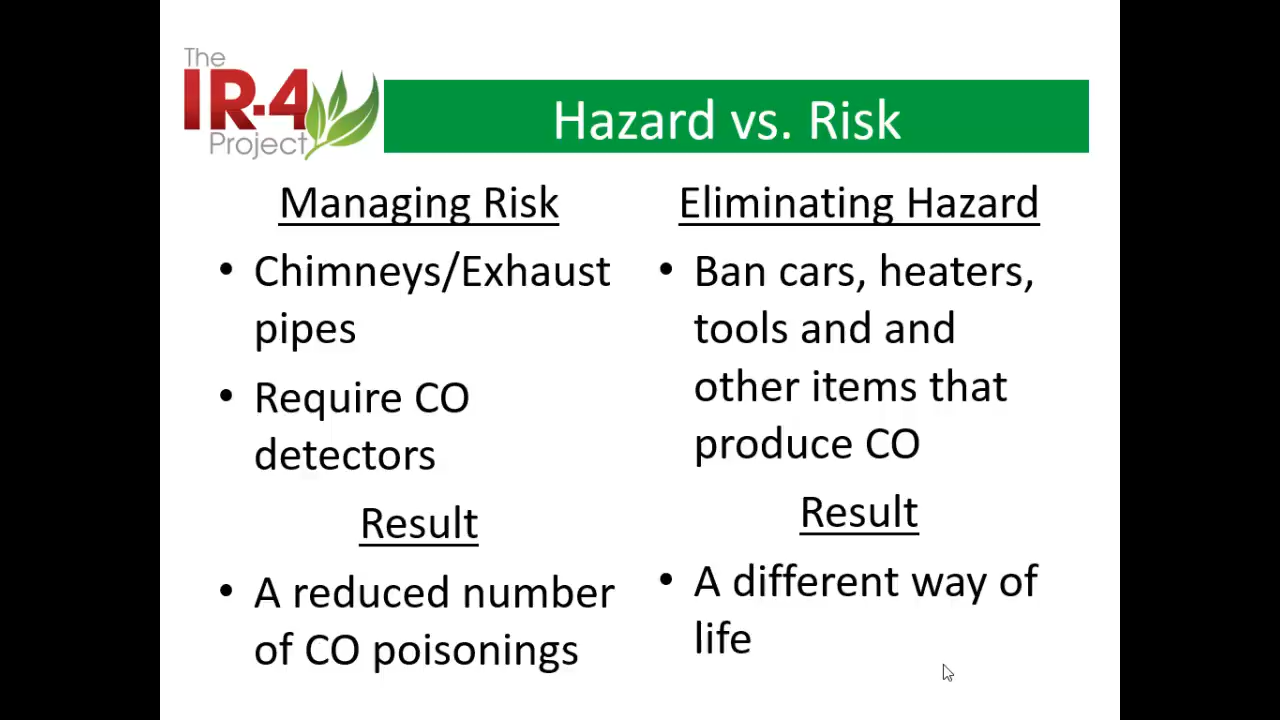 The
IR-4
Project
Hazard vs. Risk
Managing Risk
• Chimneys/Exhaust
pipes
• Require CO
detectors
Result
• A reduced number
of CO poisonings
Eliminating Hazard
• Ban cars, heaters,
tools and and
other items that
produce CO
Result
• A different way of
life